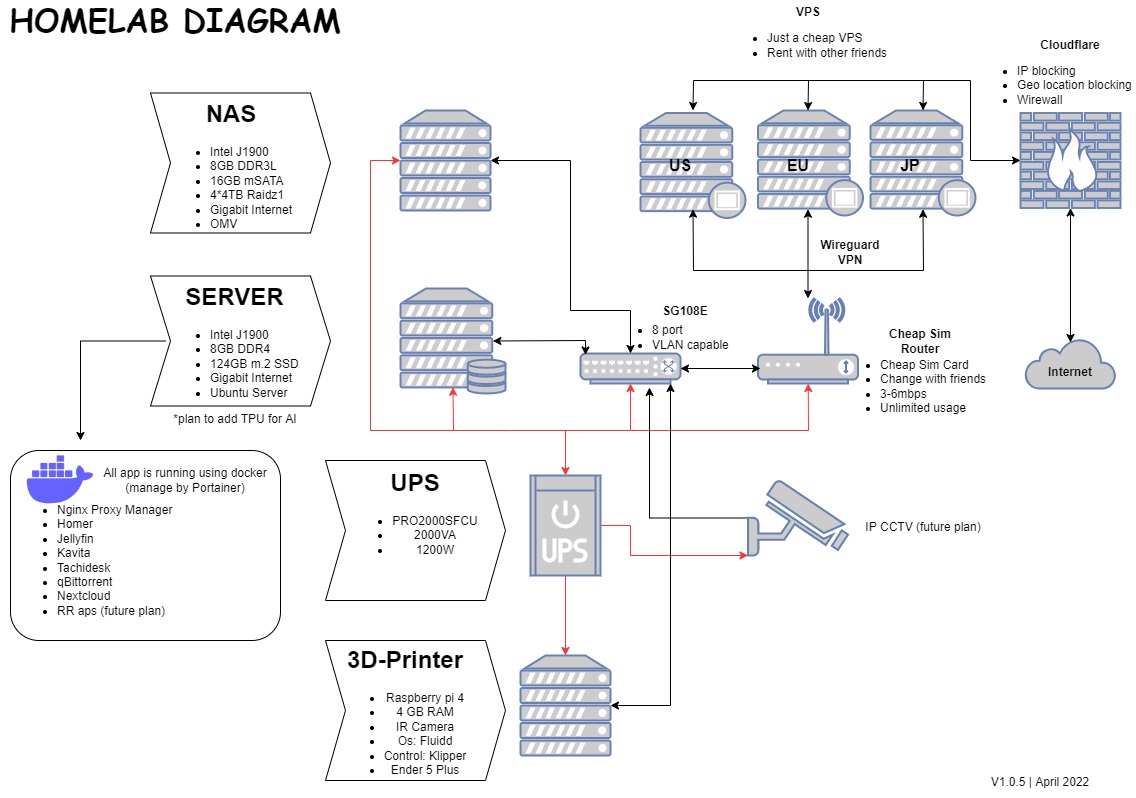 HOMELAB DIAGRAM
VPS
Just a cheap VPS
Rent with other friends
Cloudflare
IP blocking
Geo location blocking
Wirewall
NAS
Intel J1900
8GB DDR3L
16GB mSATA
4*4TB Raidz1
Gigabit Internet
OMV
US
EU
JP
Wireguard
VPN
SERVER
Intel J1900
8GB DDR4
124GB m.2 SSD
Gigabit Internet
Ubuntu Server
*plan to add TPU for AI
SG108E
8 port
VLAN capable
Cheap Sim
Router
Cheap Sim Card
Change with friends
3-6mbps
Unlimited usage
Internet
All app is running using docker
(manage by Portainer)
Nginx Proxy Manager
Homer
Jellyfin
Kavita
Tachidesk
qBittorrent
Nextcloud
RR aps (future plan)
UPS
PRO2000SFCU
2000VA
1200W
UPS
IP CCTV (future plan)
3D-Printer
Raspberry pi 4
4 GB RAM
IR Camera
Os: Fluidd
Control: Klipper
Ender 5 Plus
V1.0.5 | April 2022